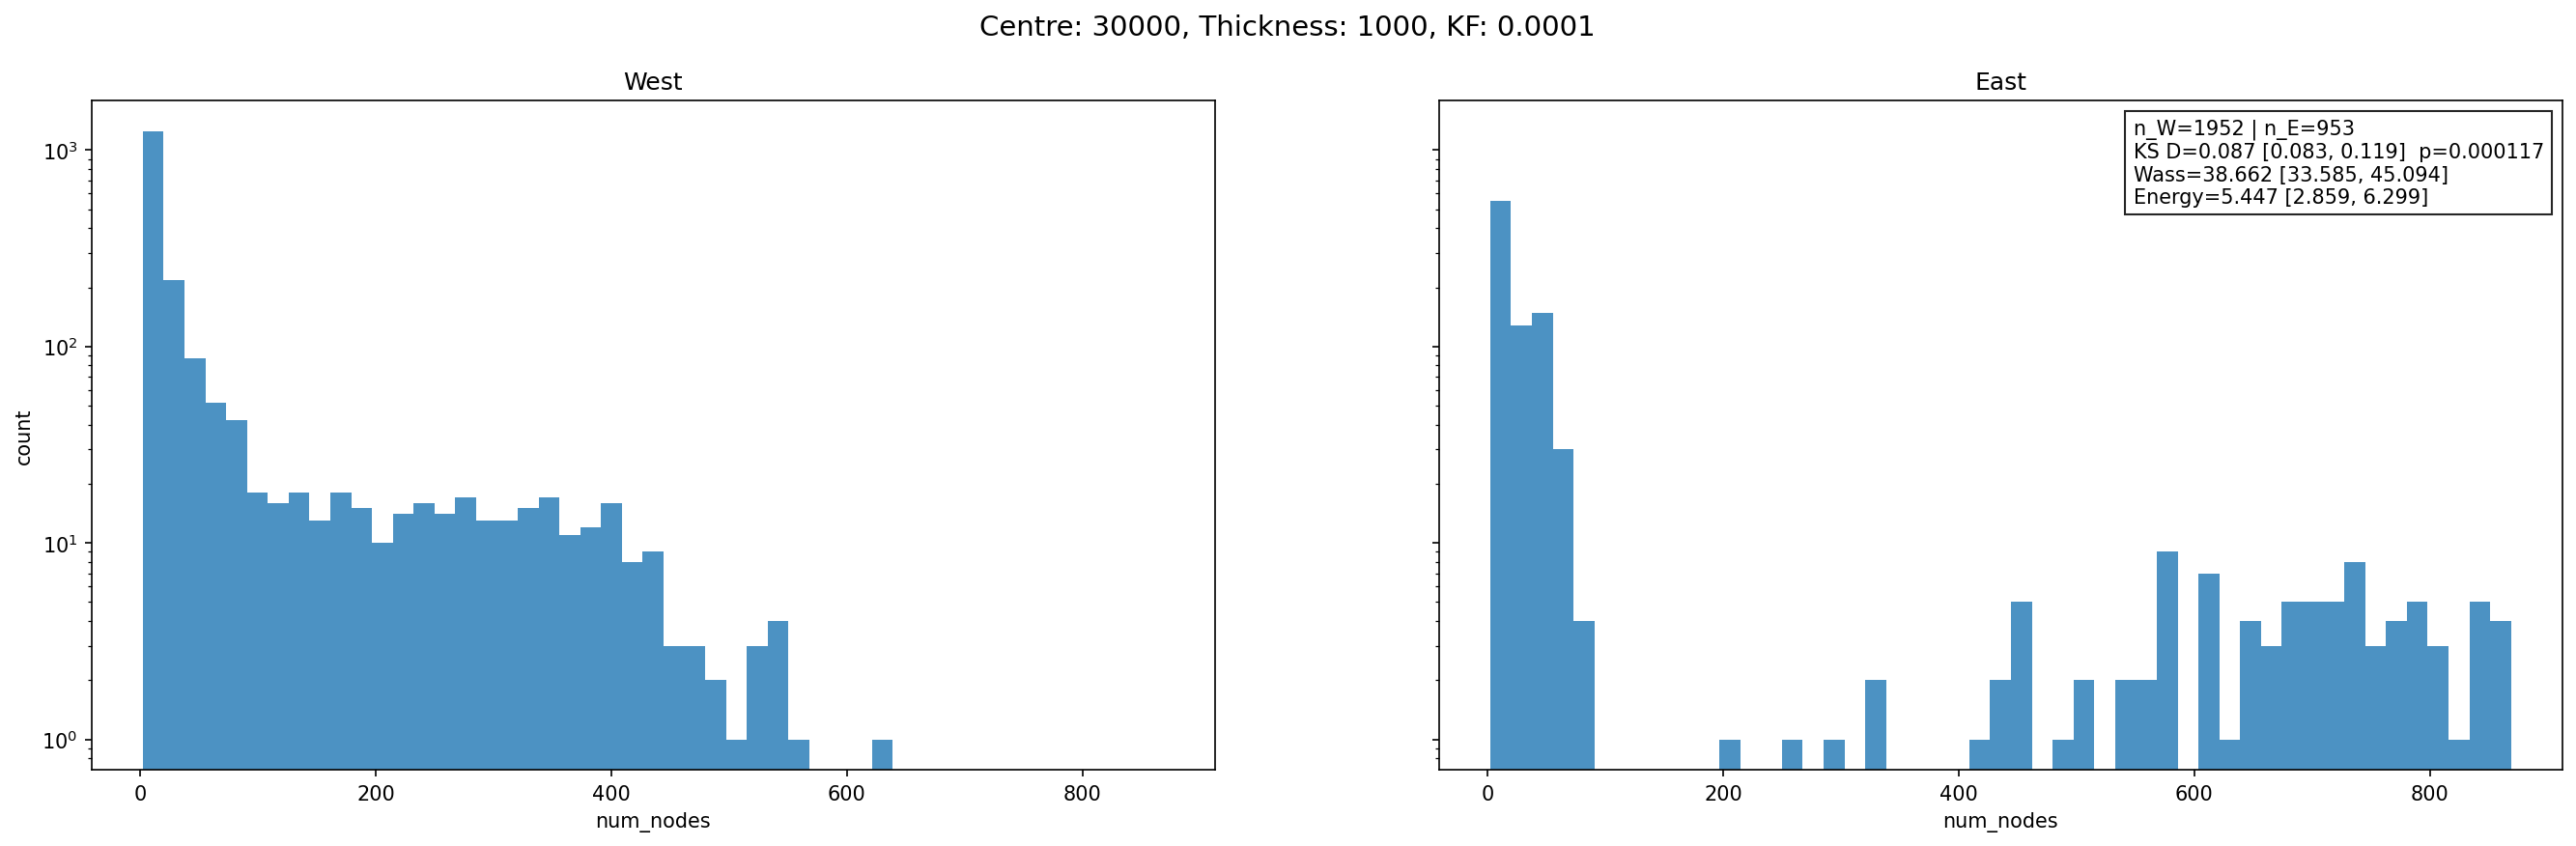 Centre: 30000, Thickness: 1000, KF: 0.0001
West
count
10³
10²
10¹
10⁰
0 200 400 600 800
num_nodes
East
n_W=1952 | n_E=953
KS D=0.087 [0.083, 0.119]  p=0.000117
Wass=38.662 [33.585, 45.094]
Energy=5.447 [2.859, 6.299]
0 200 400 600 800
num_nodes